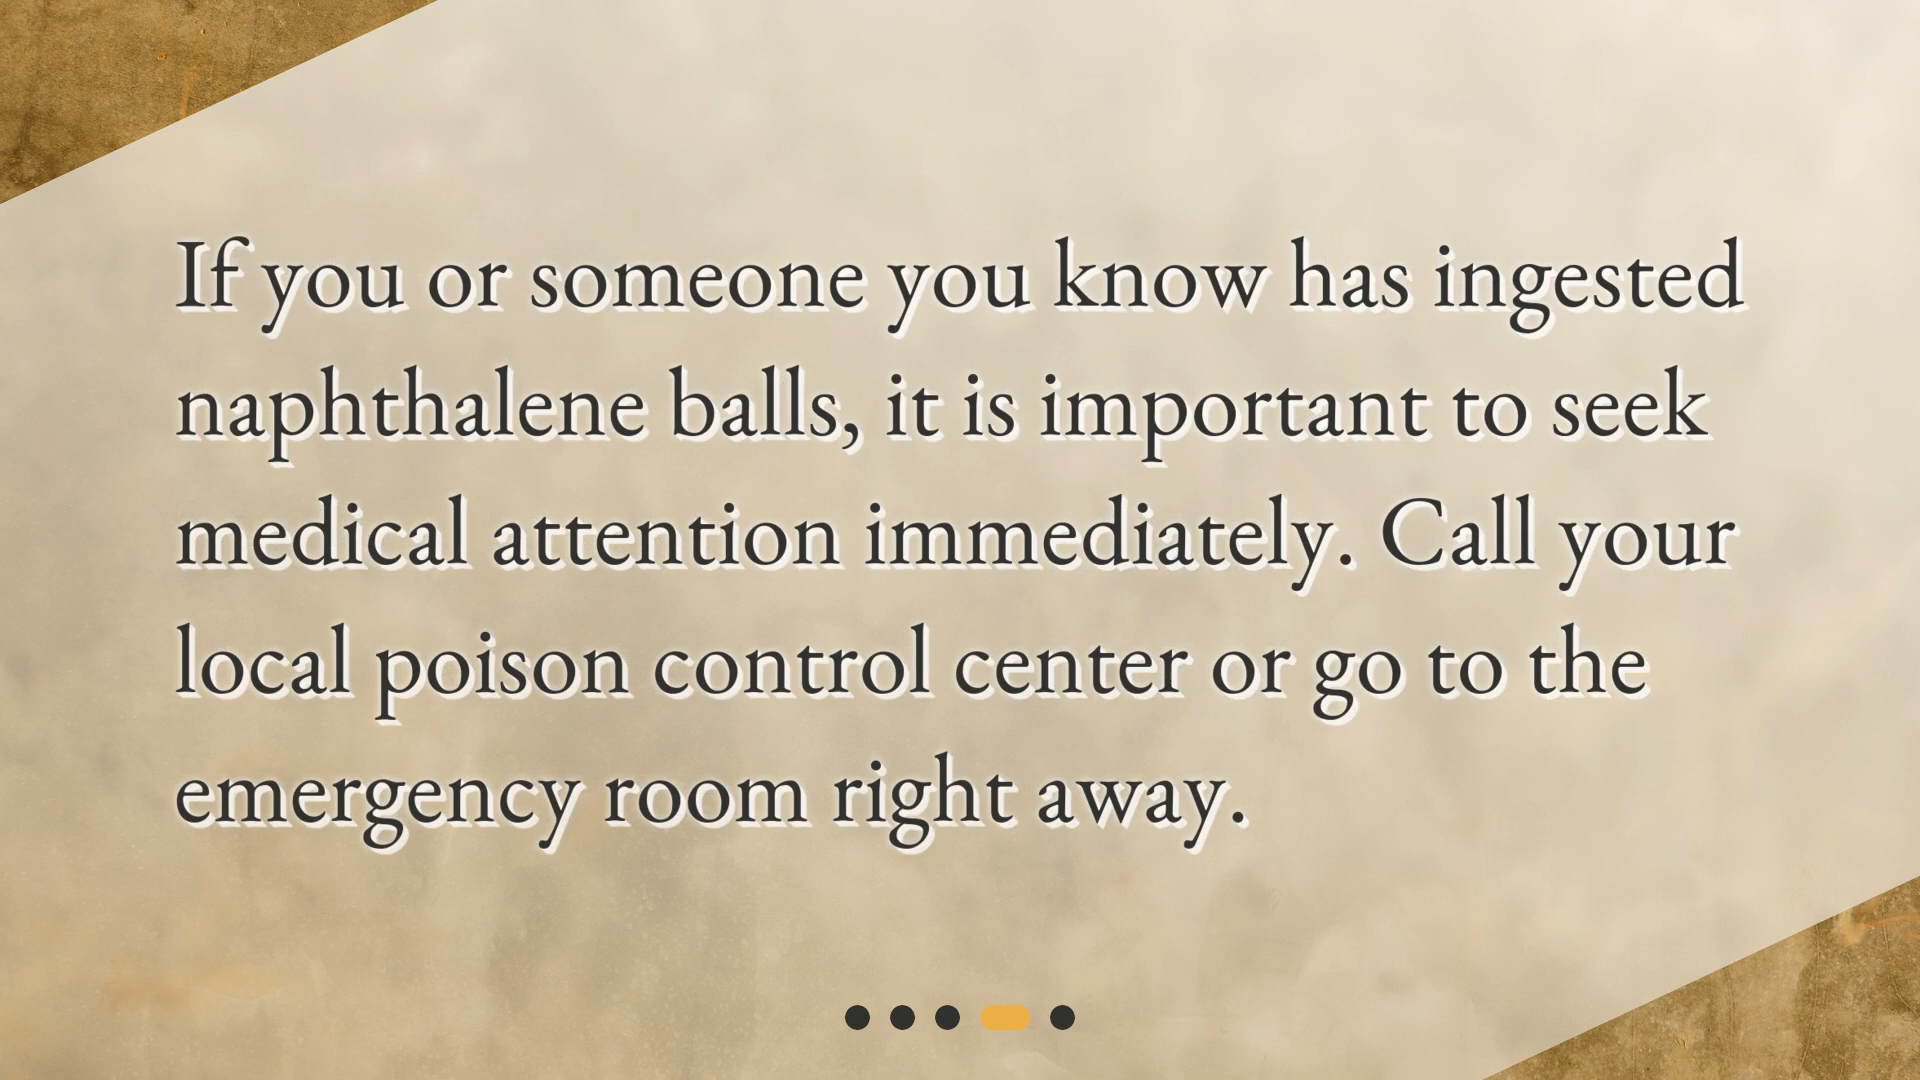 If you or someone you know has ingested
naphthalene balls, it is important to seek
medical attention immediately. Call your
local poison control center or go to the
emergency room right away.